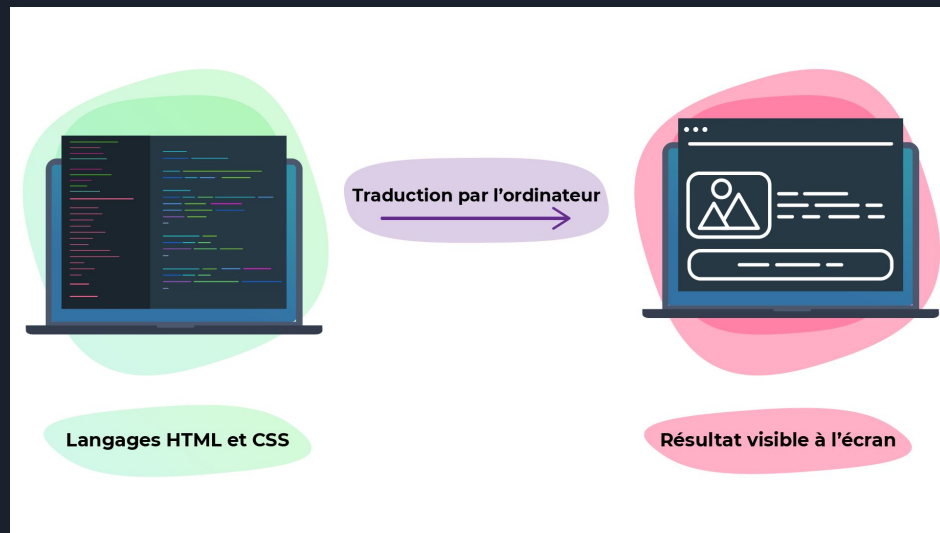 Traduction par l’ordinateur
Langages HTML et CSS
Résultat visible à l’écran